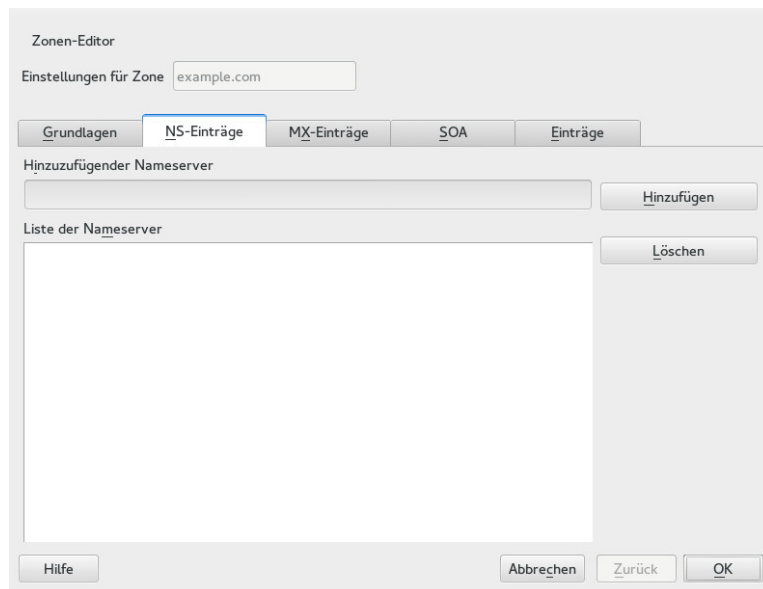 Zonen-Editor
Einstellungen für Zone example.com
Grundlagen NS-Einträge MX-Einträge SOA Einträge
Hinzuzufügender Nameserver
Hinzufügen
Liste der Nameserver
Löschen
Hilfe Abbrechen Zurück OK